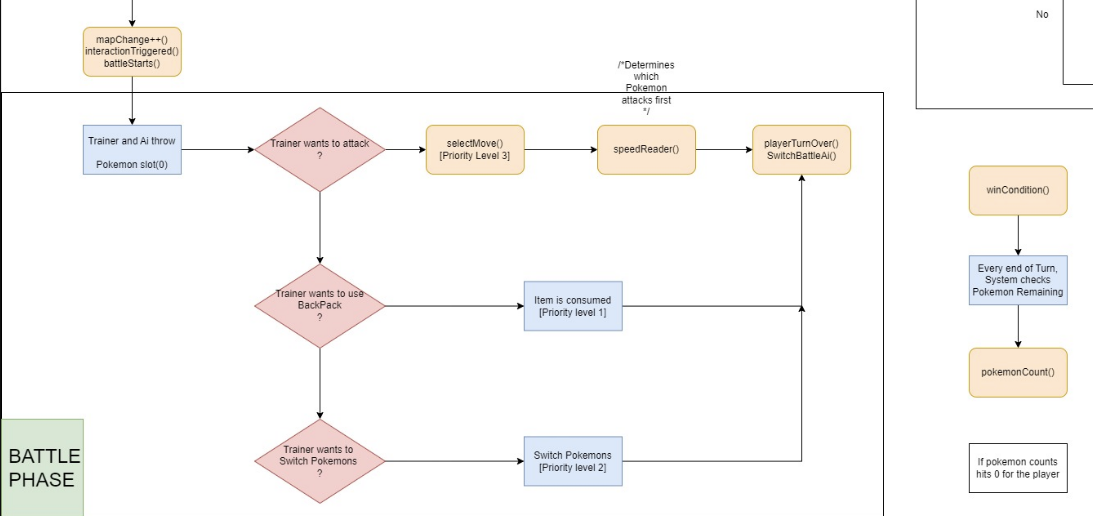 mapChange++()
interactionTriggered()
battleStarts()
No
/*Determines
which
Pokemon
attacks first
*/
Trainer and Ai throw
Pokemon slot(0)
Trainer wants to attack
?
selectMove()
[Priority Level 3]
speedReader()
playerTurnOver()
SwitchBattleAi()
winCondition()
Every end of Turn,
System checks
Pokemon Remaining
Trainer wants to use
BackPack
?
Item is consumed
[Priority level 1]
pokemonCount()
BATTLE
PHASE
Trainer wants to
Switch Pokemons
?
Switch Pokemons
[Priority level 2]
If pokemon counts
hits 0 for the player